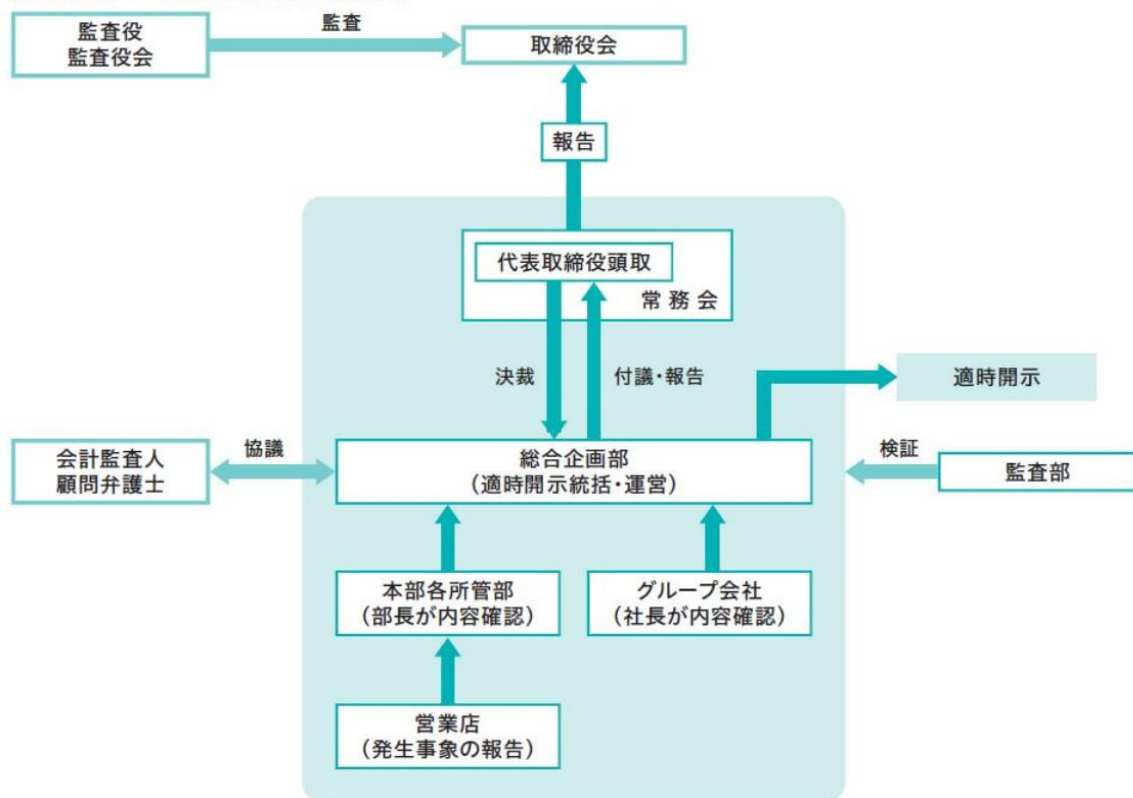 監査役
監査役会
監査
取締役会
報告
代表取締役頭取
常務会
決裁
付議・報告
適時開示
会計監査人
顧問弁護士
協議
総合企画部
（適時開示統括・運営）
検証
監査部
本部各所管部
（部長が内容確認）
グループ会社
（社長が内容確認）
営業店
（発生事象の報告）